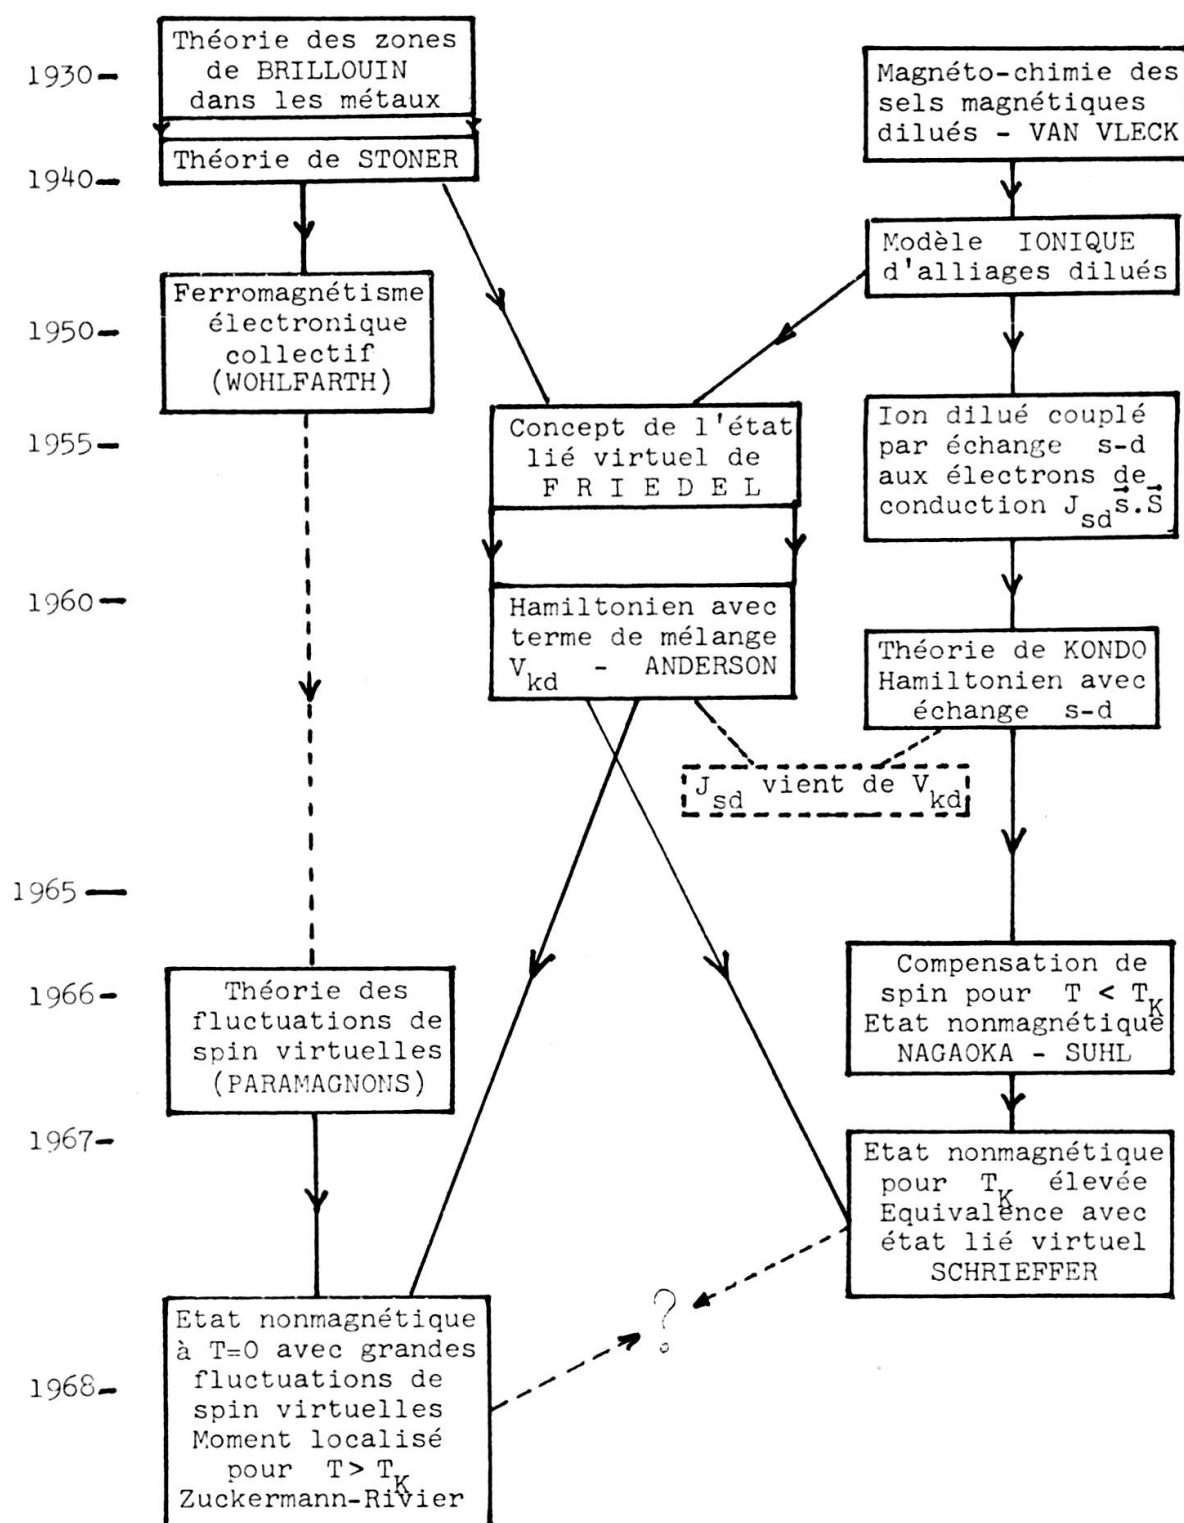 1930
1940
1950
1955
1960
1965
1966
1967
1968
Théorie des zones
de BRILLOUIN
dans les métaux
Théorie de STONER
Ferromagnétisme
électronique
collectif
(WOHLFARTH)
Théorie des
fluctuations de
spin virtuelles
(PARAMAGNONS)
Etat nonmagnétique
à T=0 avec grandes
fluctuations de
spin virtuelles
Moment localisé
pour T > T_K
Zuckermann-Rivier
Concept de l'état
lié virtuel de
F R I E D E L
Hamiltonien avec
terme de mélange
V_kd - ANDERSON
J_sd vient de V_kd
?
Magnéto-chimie des
sels magnétiques
dilués - VAN VLECK
Modèle IONIQUE
d'alliages dilués
Ion dilué couplé
par échange s-d
aux électrons de
conduction J_sd s⃗.S⃗
Théorie de KONDO
Hamiltonien avec
échange s-d
Compensation de
spin pour T < T_K
Etat nonmagnétique
NAGAOKA - SUHL
Etat nonmagnétique
pour T_K élevée
Equivalence avec
état lié virtuel
SCHRIEFFER